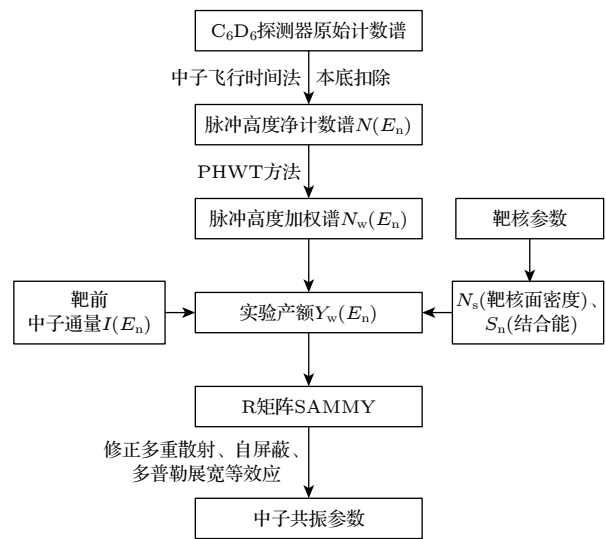 C₆D₆探测器原始计数谱
中子飞行时间法 本底扣除
脉冲高度净计数谱N(Eₙ)
PHWT方法
脉冲高度加权谱N_w(Eₙ)
靶核参数
靶前
中子通量I(Eₙ)
实验产额Y_w(Eₙ)
Nₛ(靶核面密度)、
Sₙ(结合能)
R矩阵SAMMY
修正多重散射、自屏蔽、
多普勒展宽等效应
中子共振参数